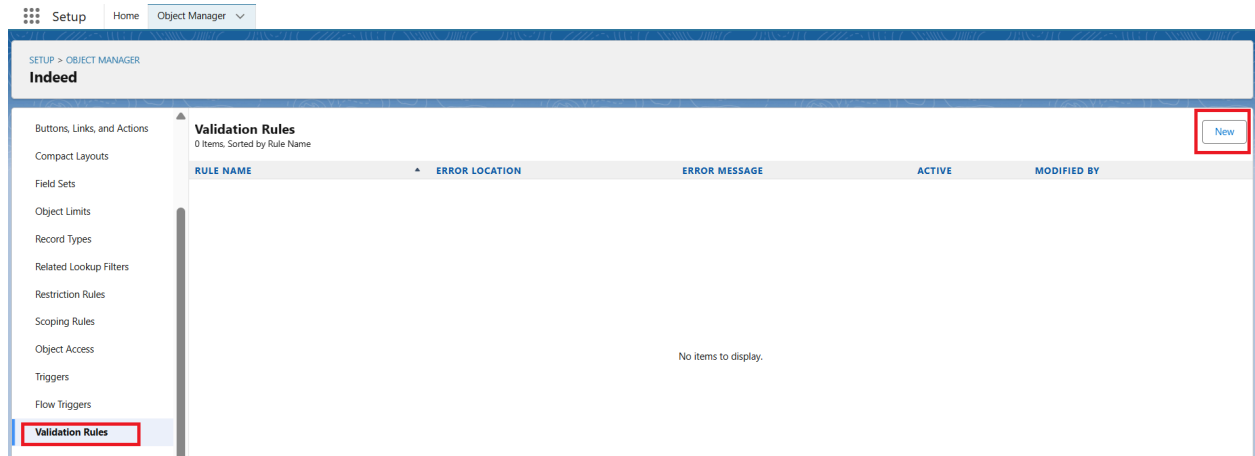 Setup Home Object Manager
SETUP > OBJECT MANAGER
Indeed
Buttons, Links, and Actions
Compact Layouts
Field Sets
Object Limits
Record Types
Related Lookup Filters
Restriction Rules
Scoping Rules
Object Access
Triggers
Flow Triggers
Validation Rules
Validation Rules
0 Items, Sorted by Rule Name
New
RULE NAME ERROR LOCATION ERROR MESSAGE ACTIVE MODIFIED BY
No items to display.